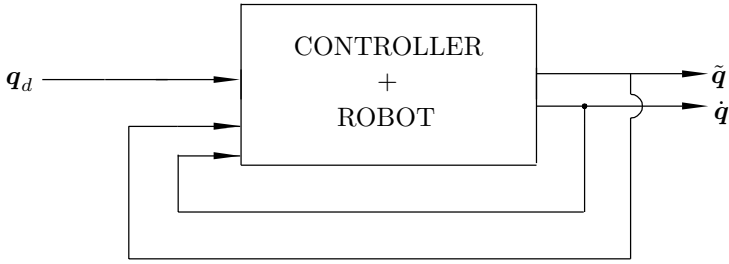 CONTROLLER
+
ROBOT
q_d
q̃
q̇